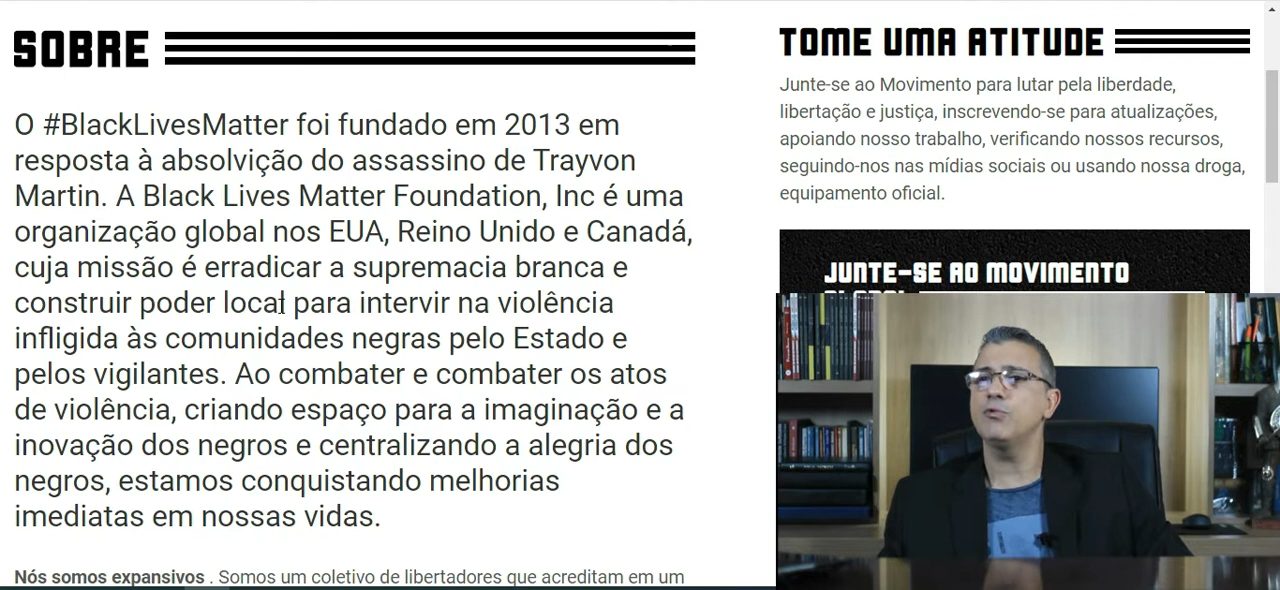 SOBRE
O #BlackLivesMatter foi fundado em 2013 em
resposta à absolvição do assassino de Trayvon
Martin. A Black Lives Matter Foundation, Inc é uma
organização global nos EUA, Reino Unido e Canadá,
cuja missão é erradicar a supremacia branca e
construir poder local para intervir na violência
infligida às comunidades negras pelo Estado e
pelos vigilantes. Ao combater e combater os atos
de violência, criando espaço para a imaginação e a
inovação dos negros e centralizando a alegria dos
negros, estamos conquistando melhorias
imediatas em nossas vidas.
Nós somos expansivos . Somos um coletivo de libertadores que acreditam em um
TOME UMA ATITUDE
Junte-se ao Movimento para lutar pela liberdade,
libertação e justiça, inscrevendo-se para atualizações,
apoiando nosso trabalho, verificando nossos recursos,
seguindo-nos nas mídias sociais ou usando nossa droga,
equipamento oficial.
JUNTE-SE AO MOVIMENTO